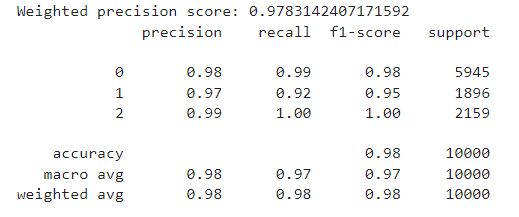 Weighted precision score: 0.9783142407171592
precision recall f1-score support
0 0.98 0.99 0.98 5945
1 0.97 0.92 0.95 1896
2 0.99 1.00 1.00 2159
accuracy 0.98 10000
macro avg 0.98 0.97 0.97 10000
weighted avg 0.98 0.98 0.98 10000